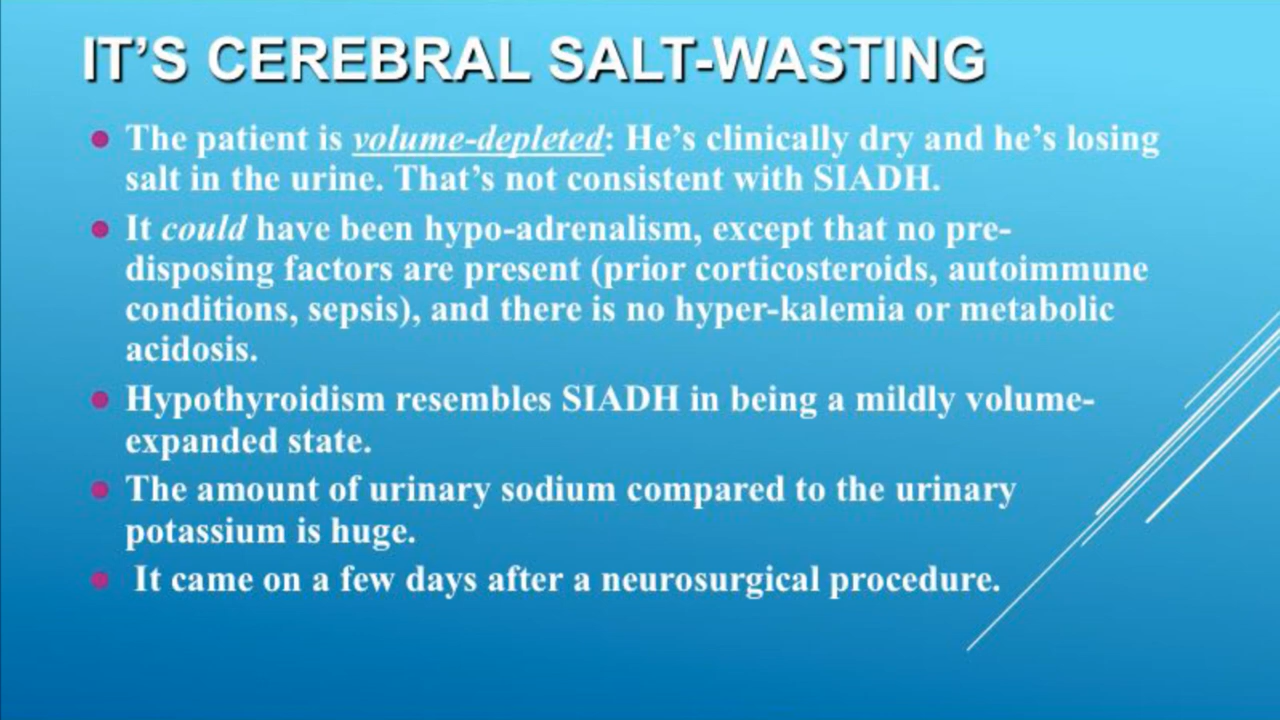 IT'S CEREBRAL SALT-WASTING
The patient is volume-depleted: He's clinically dry and he's losing
salt in the urine. That's not consistent with SIADH.
It could have been hypo-adrenalism, except that no pre-
disposing factors are present (prior corticosteroids, autoimmune
conditions, sepsis), and there is no hyper-kalemia or metabolic
acidosis.
Hypothyroidism resembles SIADH in being a mildly volume-
expanded state.
The amount of urinary sodium compared to the urinary
potassium is huge.
It came on a few days after a neurosurgical procedure.